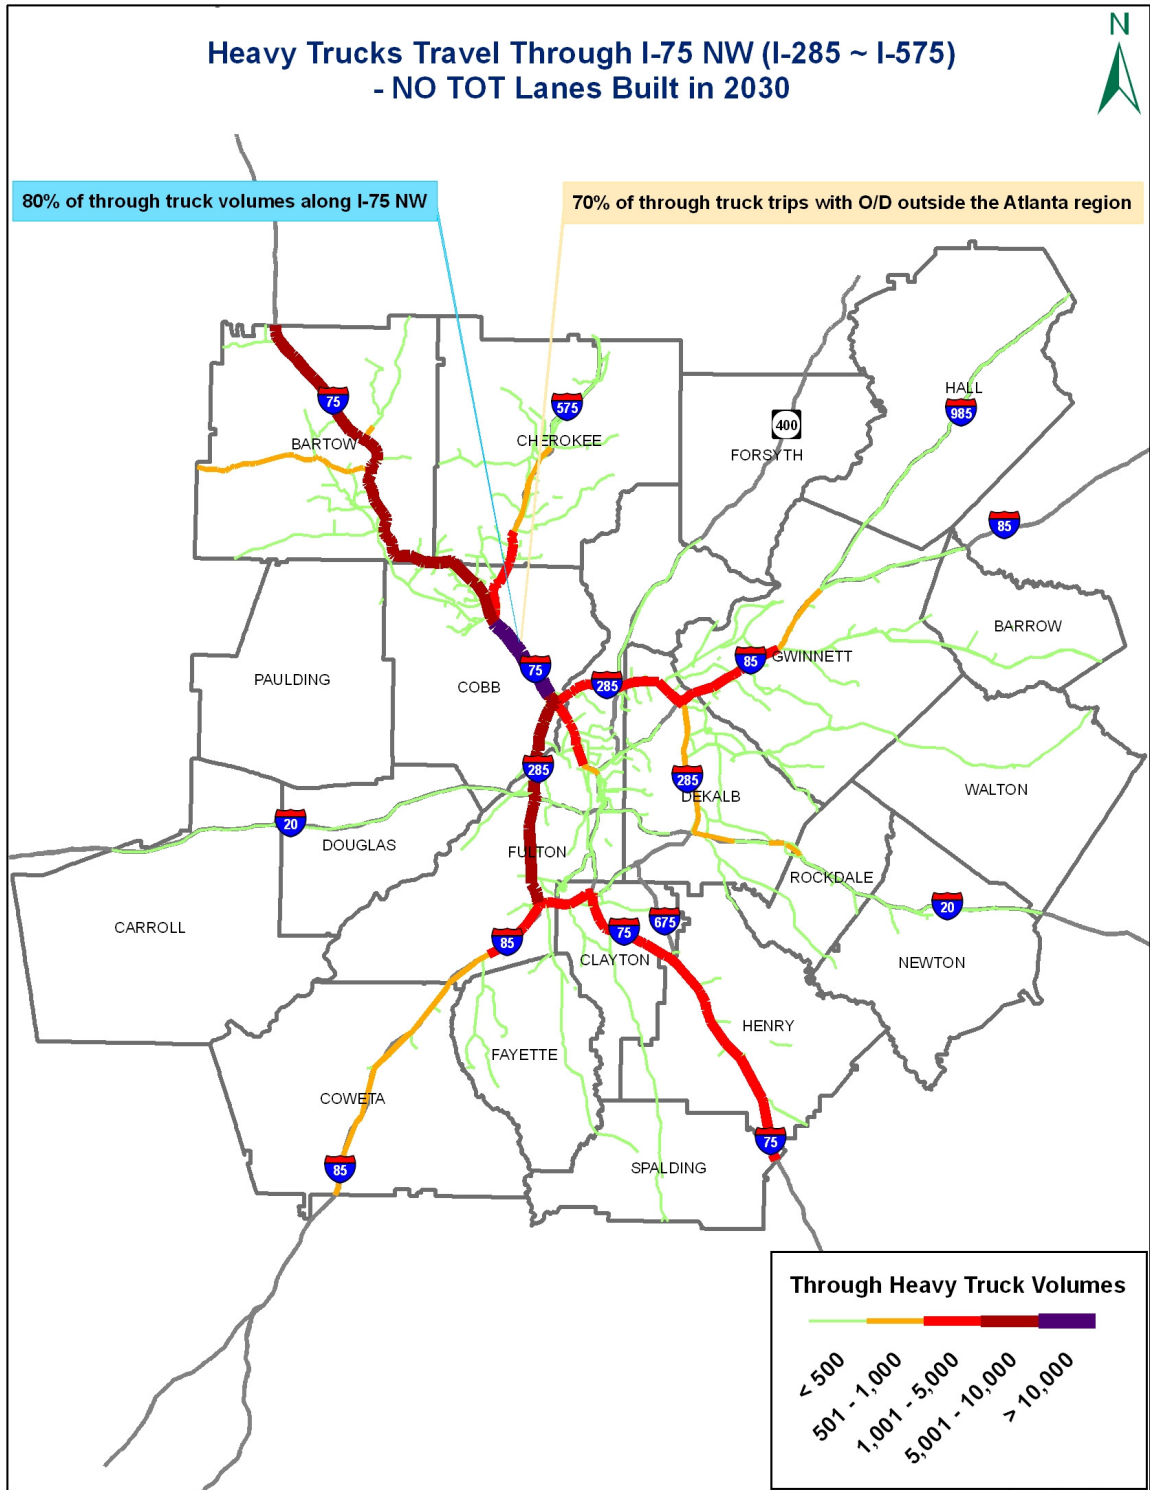 N
Heavy Trucks Travel Through I-75 NW (I-285 ~ I-575)
- NO TOT Lanes Built in 2030
80% of through truck volumes along I-75 NW
70% of through truck trips with O/D outside the Atlanta region
75
575
HALL
985
400
BARTOW
CHEROKEE
FORSYTH
85
BARROW
85
GWINNETT
75
285
PAULDING
COBB
285
285
DEKALB
WALTON
20
DOUGLAS
FULTON
ROCKDALE
20
CARROLL
675
75
85
CLAYTON
NEWTON
HENRY
FAYETTE
COWETA
75
85
SPALDING
Through Heavy Truck Volumes
< 500
501 - 1,000
1,001 - 5,000
5,001 - 10,000
> 10,000